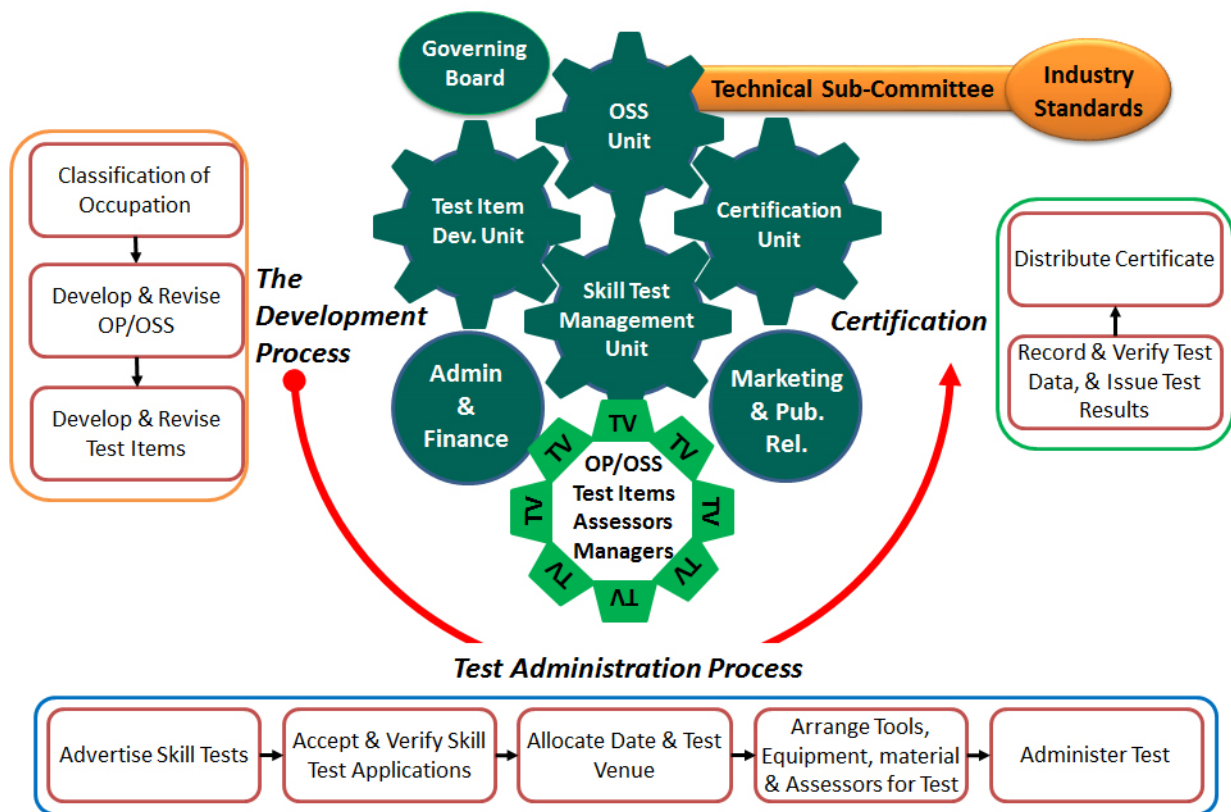 Governing
Board
OSS
Unit
Technical Sub-Committee
Industry
Standards
Test Item
Dev. Unit
Certification
Unit
Skill Test
Management
Unit
Admin
&
Finance
Marketing
& Pub.
Rel.
TV
TV
TV
TV
TV
TV
TV
TV
OP/OSS
Test Items
Assessors
Managers
Classification of
Occupation
Develop & Revise
OP/OSS
Develop & Revise
Test Items
The
Development
Process
Certification
Distribute Certificate
Record & Verify Test
Data, & Issue Test
Results
Test Administration Process
Advertise Skill Tests
Accept & Verify Skill
Test Applications
Allocate Date & Test
Venue
Arrange Tools,
Equipment, material
& Assessors for Test
Administer Test